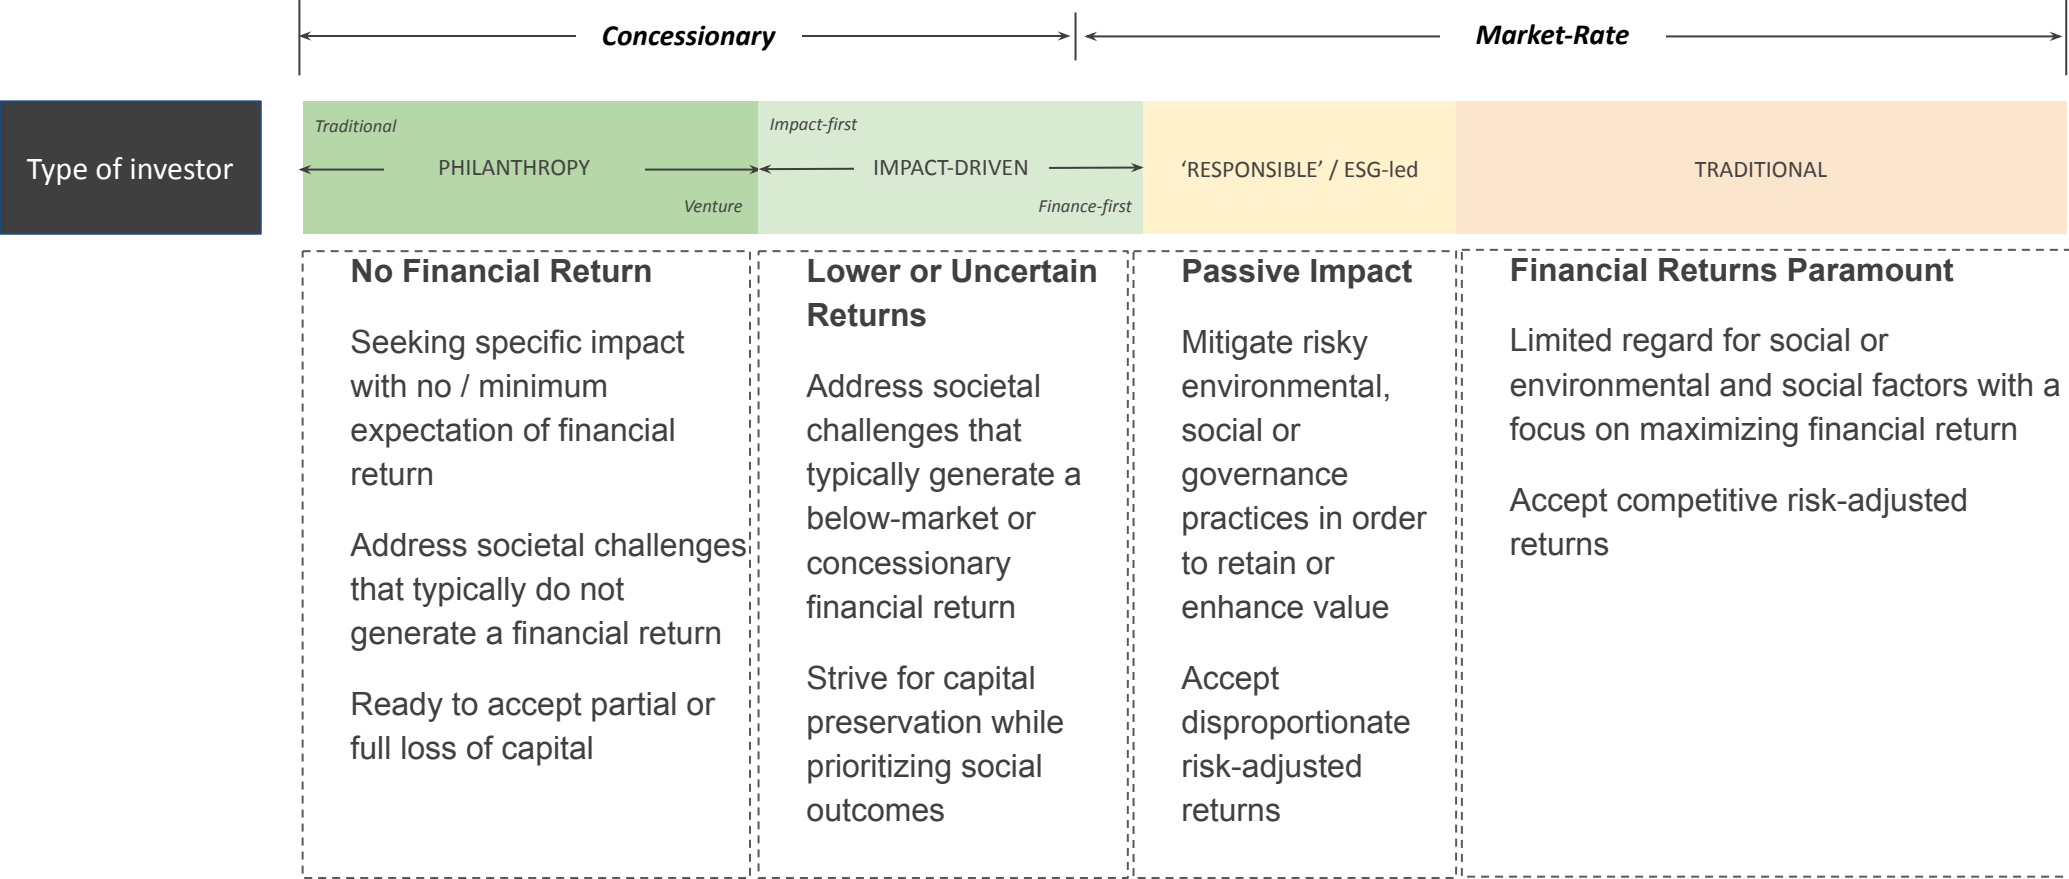 Concessionary
Market-Rate
Type of investor
Traditional
PHILANTHROPY
Venture
Impact-first
IMPACT-DRIVEN
Finance-first
‘RESPONSIBLE’ / ESG-led
TRADITIONAL
No Financial Return
Seeking specific impact
with no / minimum
expectation of financial
return
Address societal challenges
that typically do not
generate a financial return
Ready to accept partial or
full loss of capital
Lower or Uncertain
Returns
Address societal
challenges that
typically generate a
below-market or
concessionary
financial return
Strive for capital
preservation while
prioritizing social
outcomes
Passive Impact
Mitigate risky
environmental,
social or
governance
practices in order
to retain or
enhance value
Accept
disproportionate
risk-adjusted
returns
Financial Returns Paramount
Limited regard for social or
environmental and social factors with a
focus on maximizing financial return
Accept competitive risk-adjusted
returns